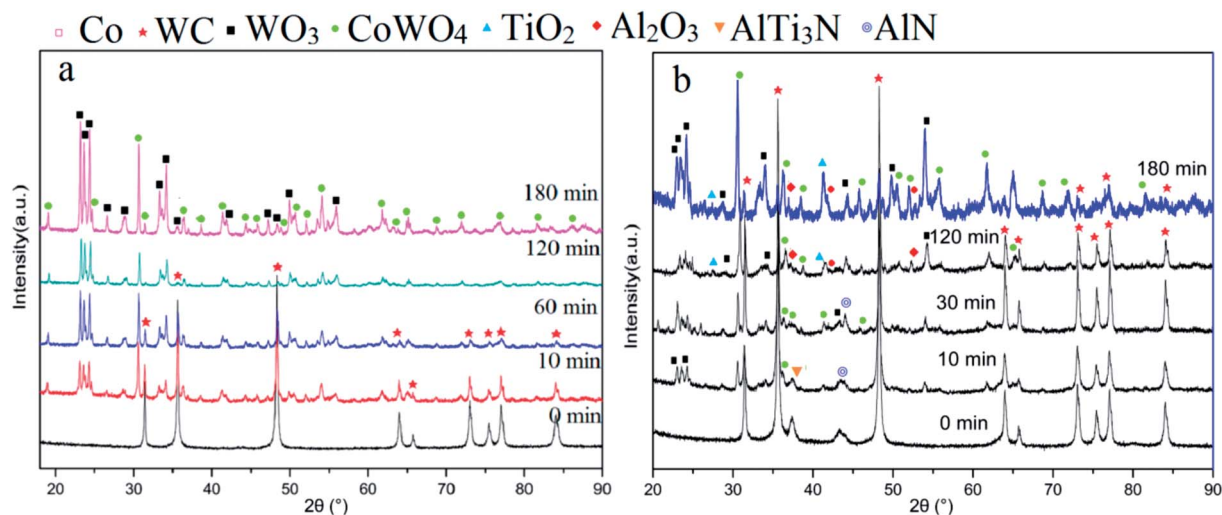 Co WC WO₃ CoWO₄ TiO₂ Al₂O₃ AlTi₃N AlN
a
Intensity(a.u.)
180 min
120 min
60 min
10 min
0 min
20 30 40 50 60 70 80 90
2θ (°)
b
Intensity(a.u.)
180 min
120 min
30 min
10 min
0 min
20 30 40 50 60 70 80 90
2θ (°)